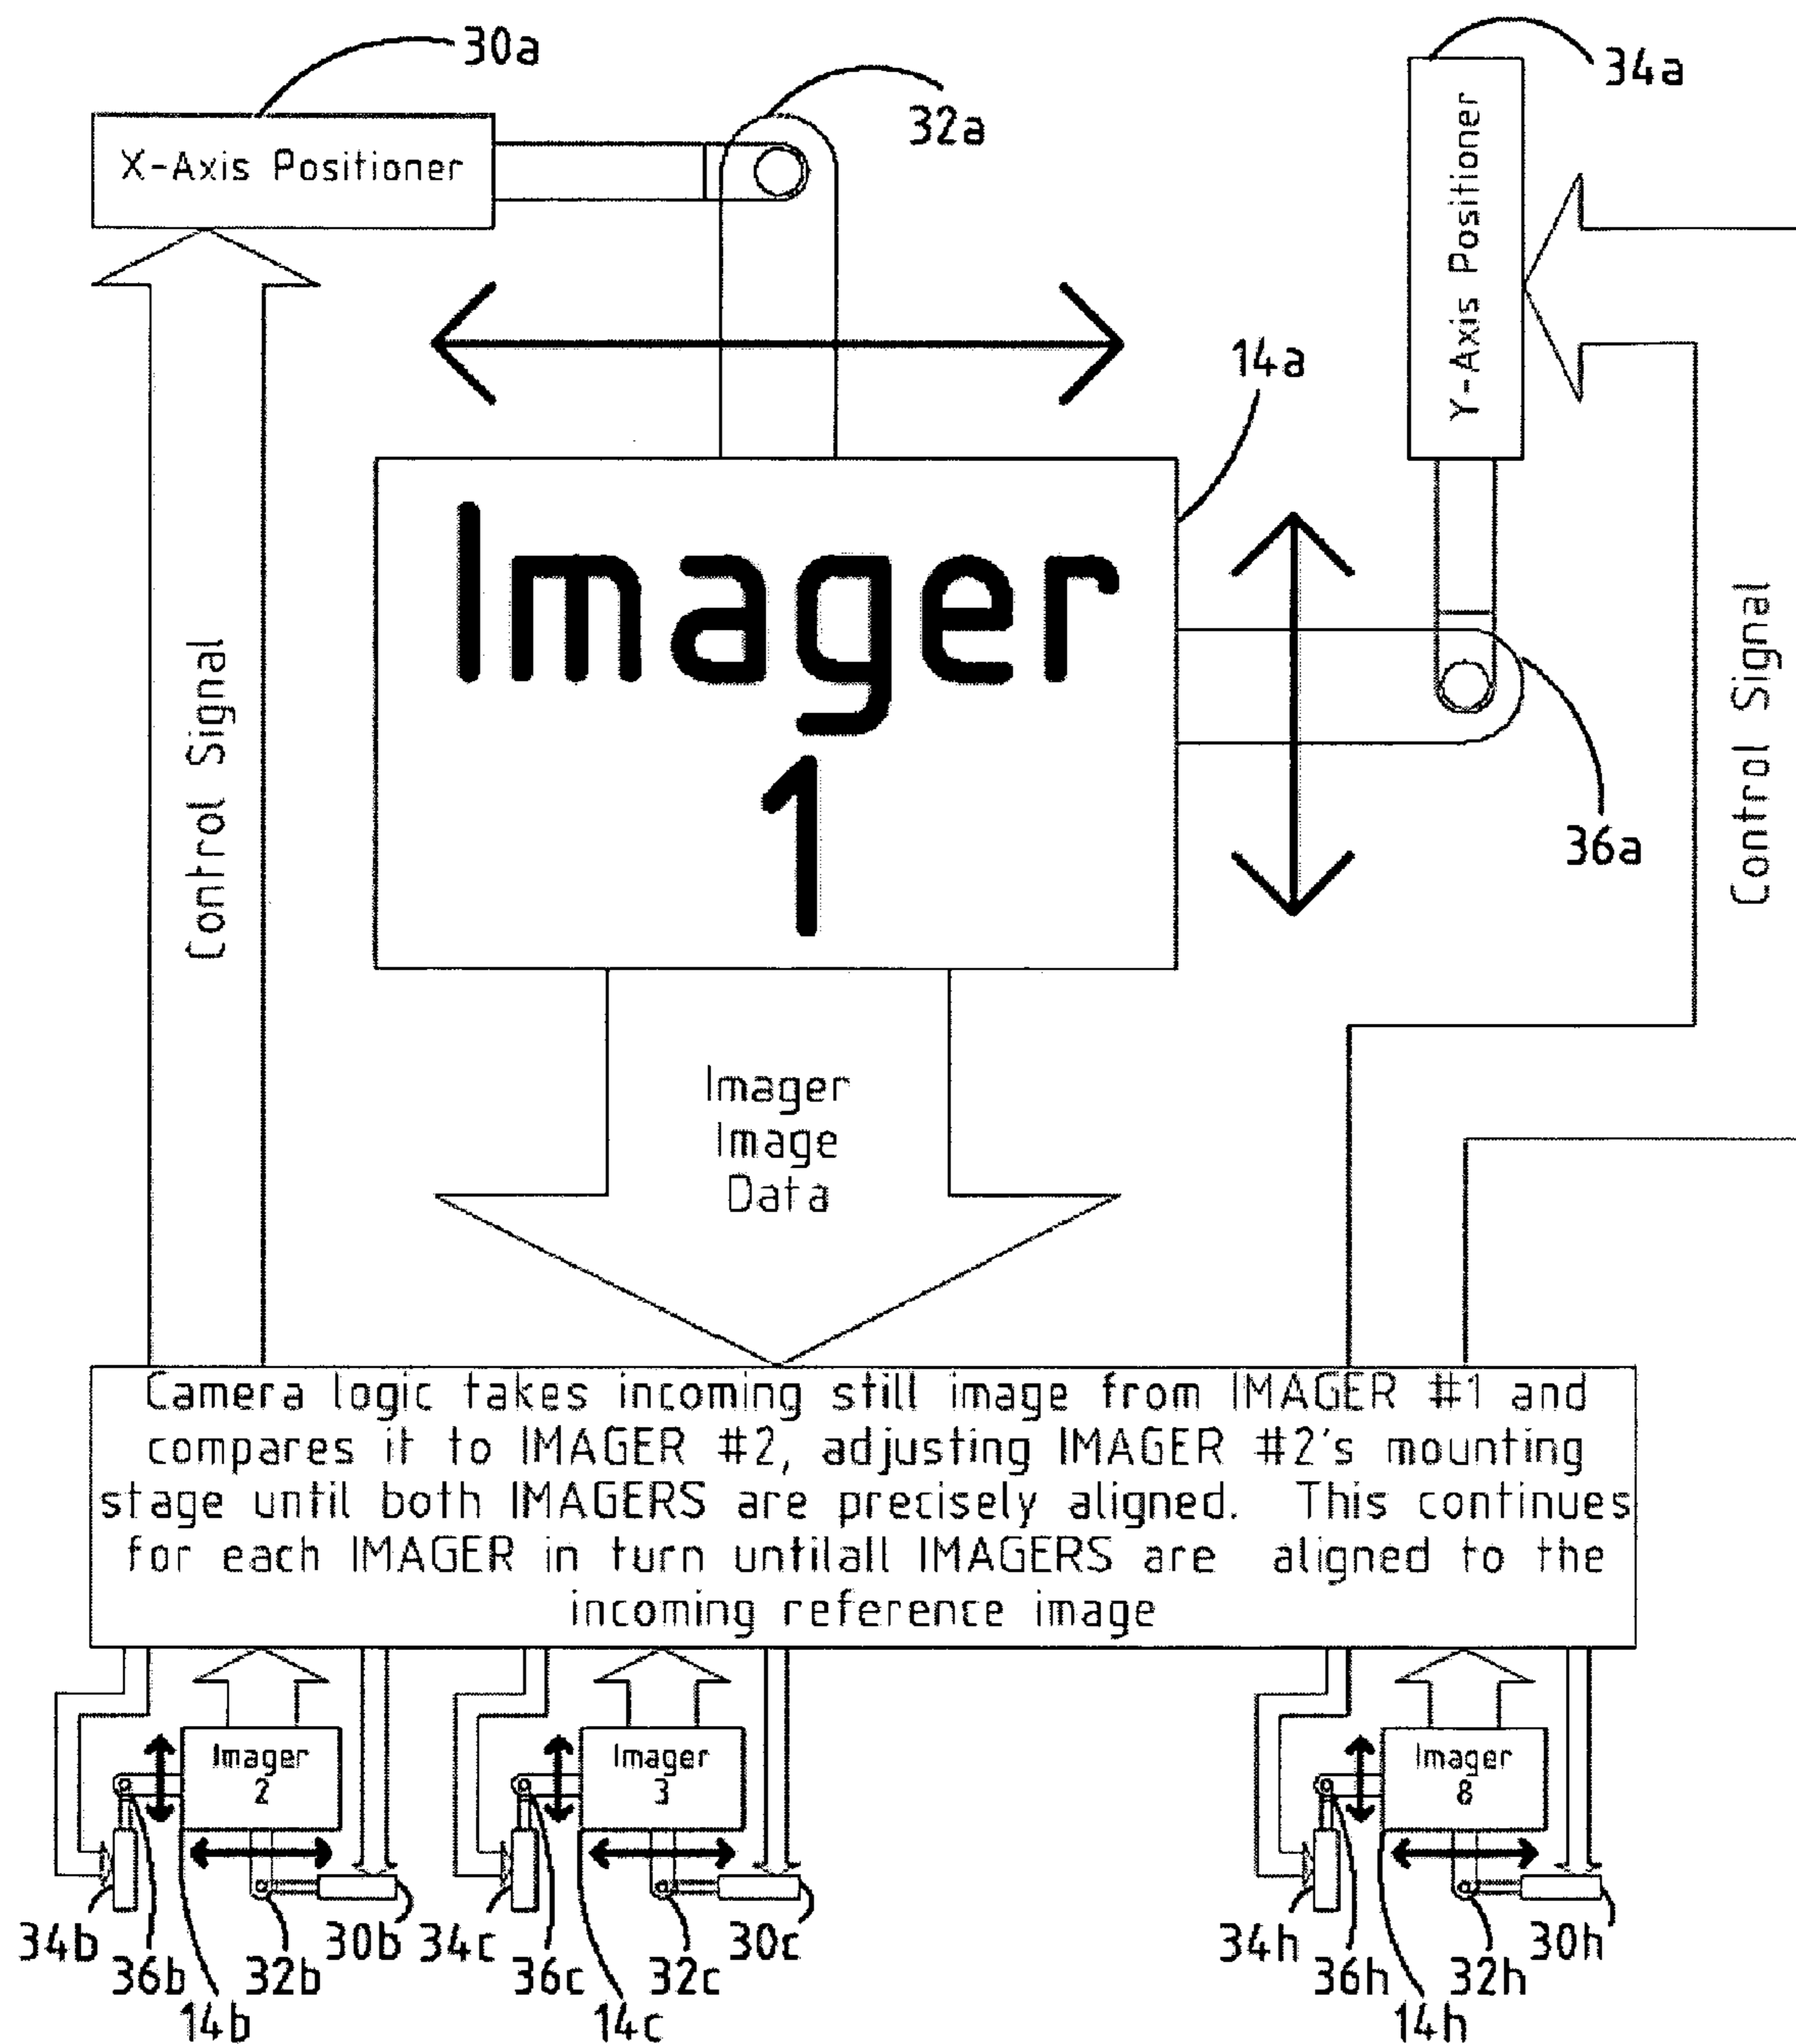 30a
32a
34a
X-Axis Positioner
Y-Axis Positioner
14a
Imager
1
36a
Control Signal
Control Signal
Imager
Image
Data
Camera logic takes incoming still image from IMAGER #1 and
compares it to IMAGER #2, adjusting IMAGER #2's mounting
stage until both IMAGERS are precisely aligned. This continues
for each IMAGER in turn untilall IMAGERS are aligned to the
incoming reference image
Imager
2
Imager
3
Imager
8
34b
36b
14b
32b
30b
34c
36c
14c
32c
30c
34h
36h
14h
32h
30h